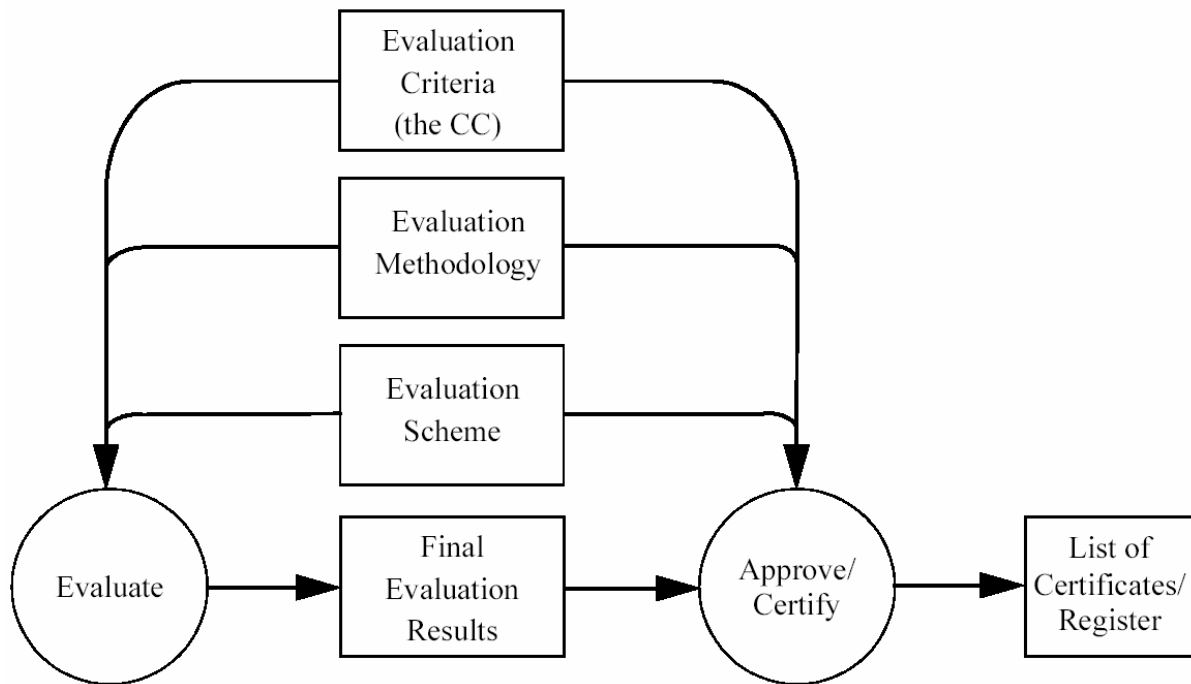 Evaluation
Criteria
(the CC)
Evaluation
Methodology
Evaluation
Scheme
Evaluate
Final
Evaluation
Results
Approve/
Certify
List of
Certificates/
Register